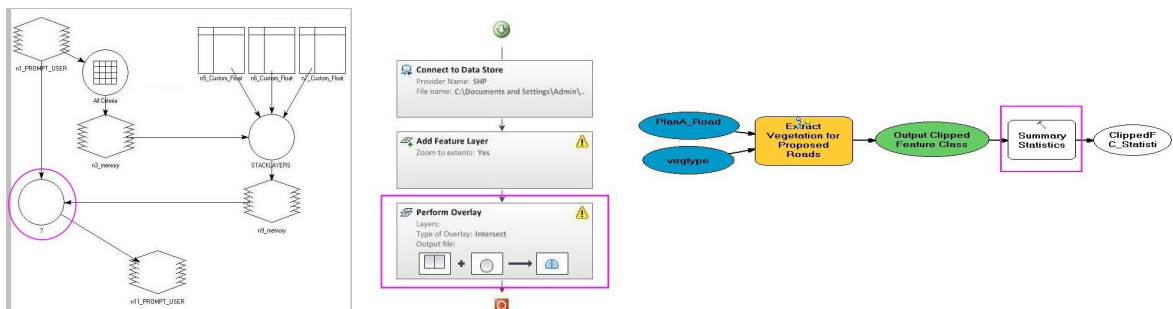 n1_PROMPT_USER
All Criteria
n3_memory
n5_Custom_Float
n6_Custom_Float
n7_Custom_Float
STACKLAYERS
n9_memory
?
n11_PROMPT_USER
Connect to Data Store
Provider Name: SHP
File name: C:\Documents and Settings\Admin\..
Add Feature Layer
Zoom to extents: Yes
Perform Overlay
Layers:
Type of Overlay: Intersect
Output file:
PlanA_Road
vegtype
Extract
Vegetation for
Proposed
Roads
Output Clipped
Feature Class
Summary
Statistics
ClippedF
C_Statisti